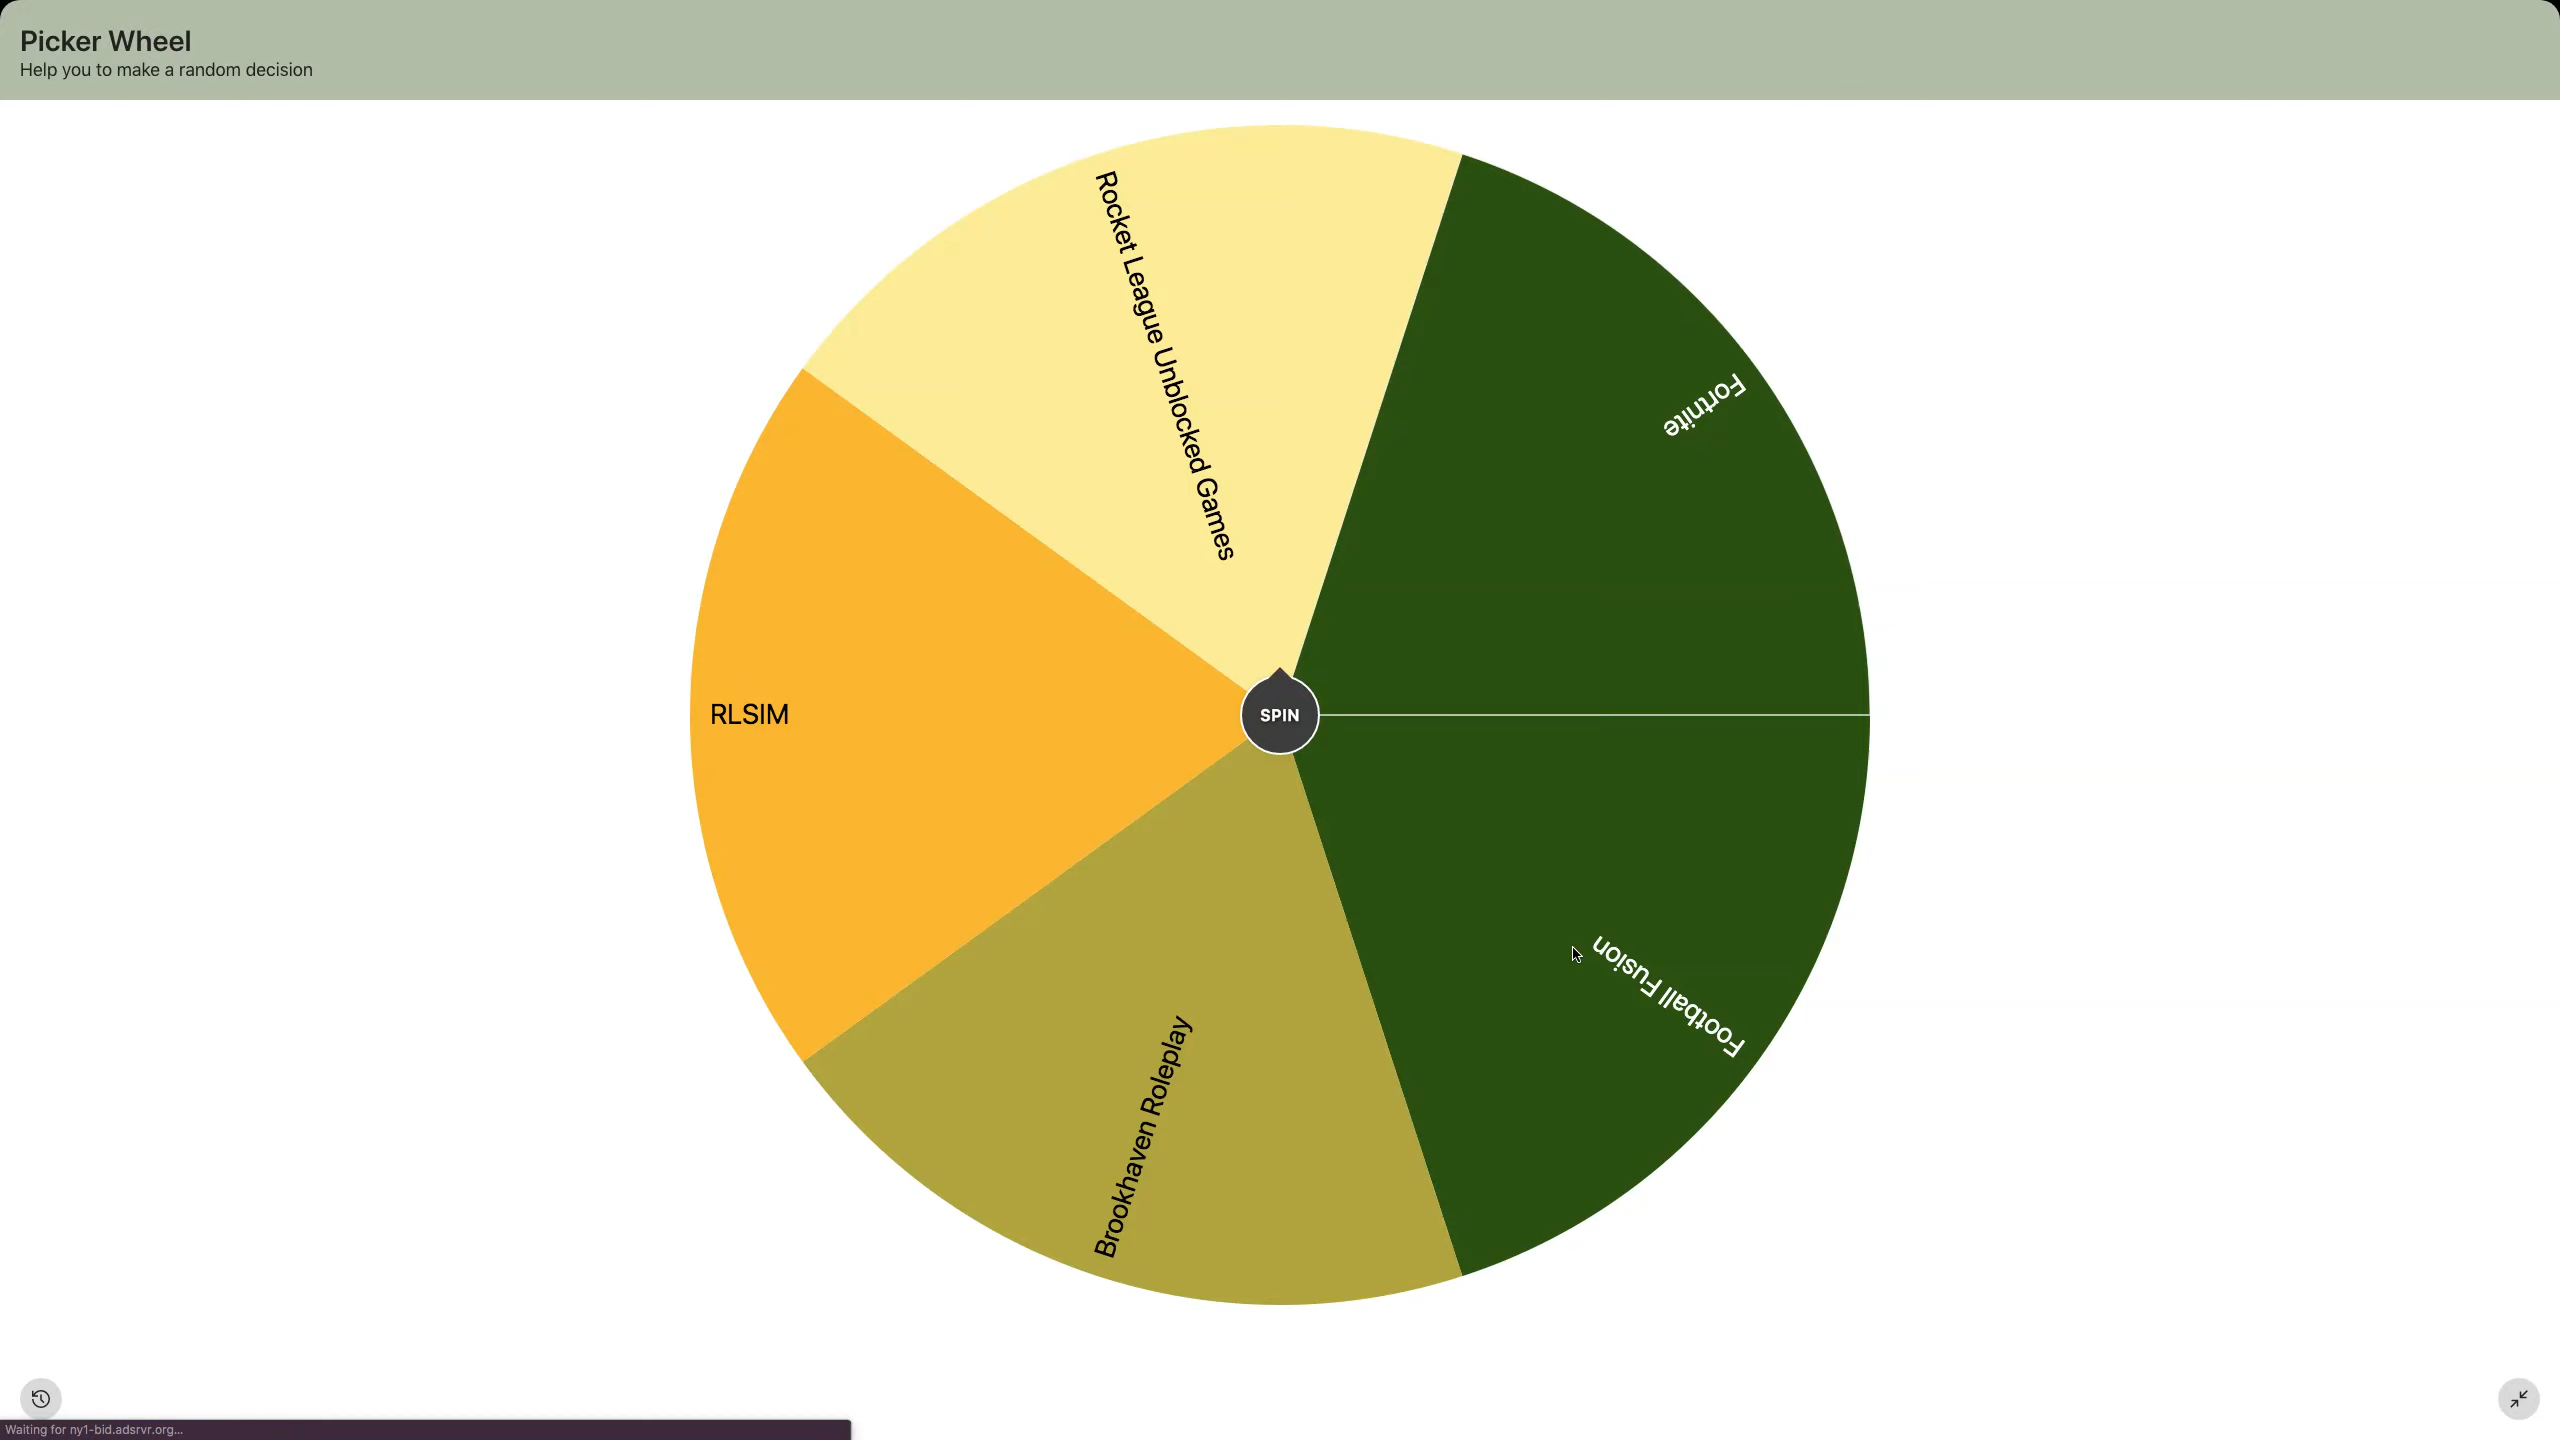 Picker Wheel
Help you to make a random decision
Rocket League Unblocked Games
Fortnite
RLSIM
SPIN
Football Fusion
Brookhaven Roleplay
Waiting for ny1-bid.adsrvr.org...